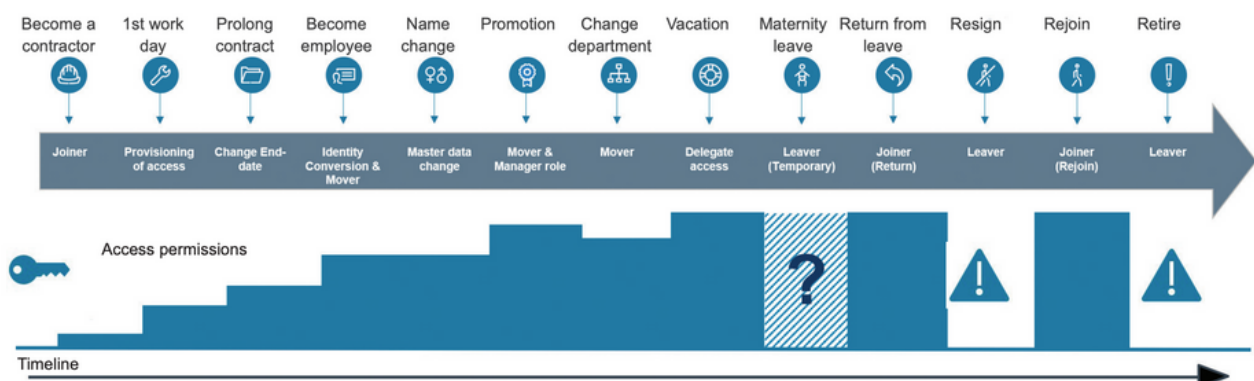 Become a contractor
1st work day
Prolong contract
Become employee
Name change
Promotion
Change department
Vacation
Maternity leave
Return from leave
Resign
Rejoin
Retire
Joiner
Provisioning of access
Change End-date
Identity Conversion & Mover
Master data change
Mover & Manager role
Mover
Delegate access
Leaver (Temporary)
Joiner (Return)
Leaver
Joiner (Rejoin)
Leaver
Access permissions
?
!
!
Timeline